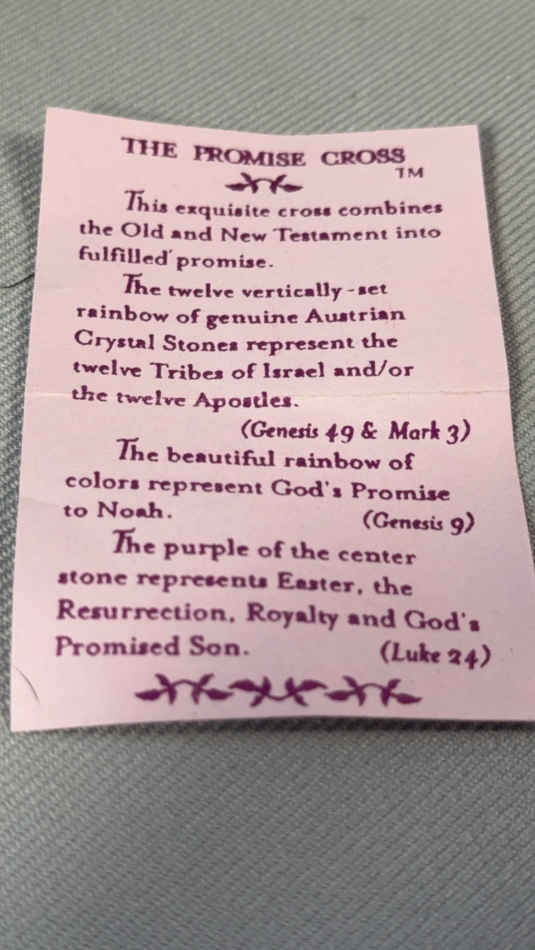 THE PROMISE CROSS
TM
This exquisite cross combines
the Old and New Testament into
fulfilled promise.
The twelve vertically-set
rainbow of genuine Austrian
Crystal Stones represent the
twelve Tribes of Israel and/or
the twelve Apostles.
(Genesis 49 & Mark 3)
The beautiful rainbow of
colors represent God's Promise
to Noah. (Genesis 9)
The purple of the center
stone represents Easter, the
Resurrection, Royalty and God's
Promised Son. (Luke 24)